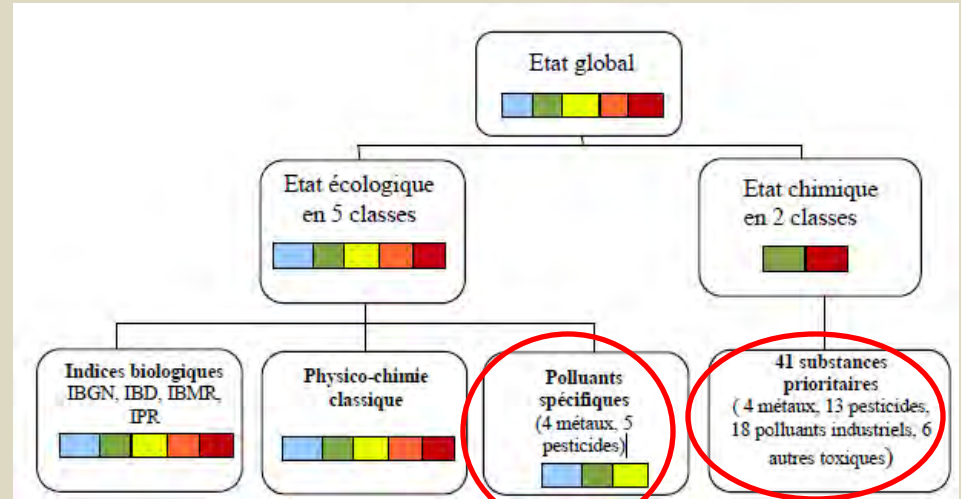 Etat global
Etat écologique
en 5 classes
Etat chimique
en 2 classes
Indices biologiques
IBGN, IBD, IBMR,
IPR
Physico-chimie
classique
Polluants
spécifiques
(4 métaux, 5
pesticides)
41 substances
prioritaires
( 4 métaux, 13 pesticides,
18 polluants industriels, 6
autres toxiques)